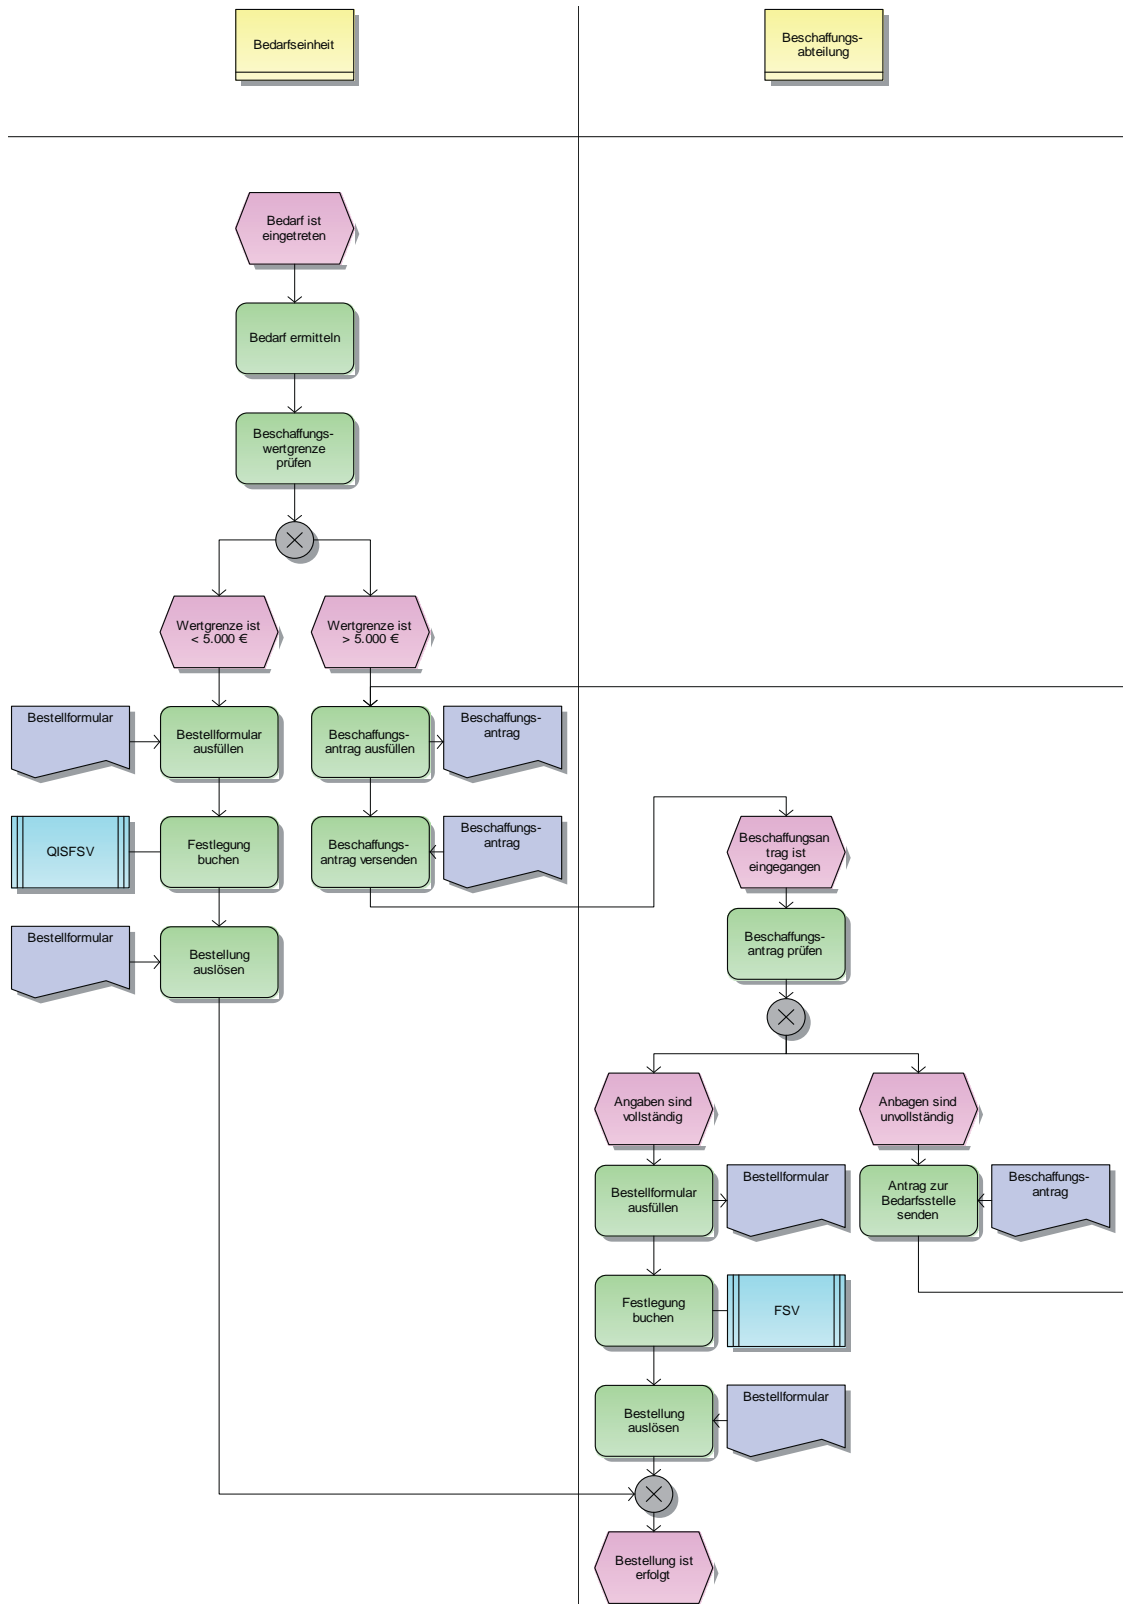 Bedarfseinheit
Beschaffungs-
abteilung
Bedarf ist
eingetreten
Bedarf ermitteln
Beschaffungs-
wertgrenze
prüfen
Wertgrenze ist
< 5.000 €
Wertgrenze ist
> 5.000 €
Bestellformular
Bestellformular
ausfüllen
Beschaffungs-
antrag ausfüllen
Beschaffungs-
antrag
QISFSV
Festlegung
buchen
Beschaffungs-
antrag versenden
Beschaffungs-
antrag
Beschaffungsan
trag ist
eingegangen
Bestellformular
Bestellung
auslösen
Beschaffungs-
antrag prüfen
Angaben sind
vollständig
Anbagen sind
unvollständig
Bestellformular
ausfüllen
Bestellformular
Antrag zur
Bedarfsstelle
senden
Beschaffungs-
antrag
Festlegung
buchen
FSV
Bestellung
auslösen
Bestellformular
Bestellung ist
erfolgt